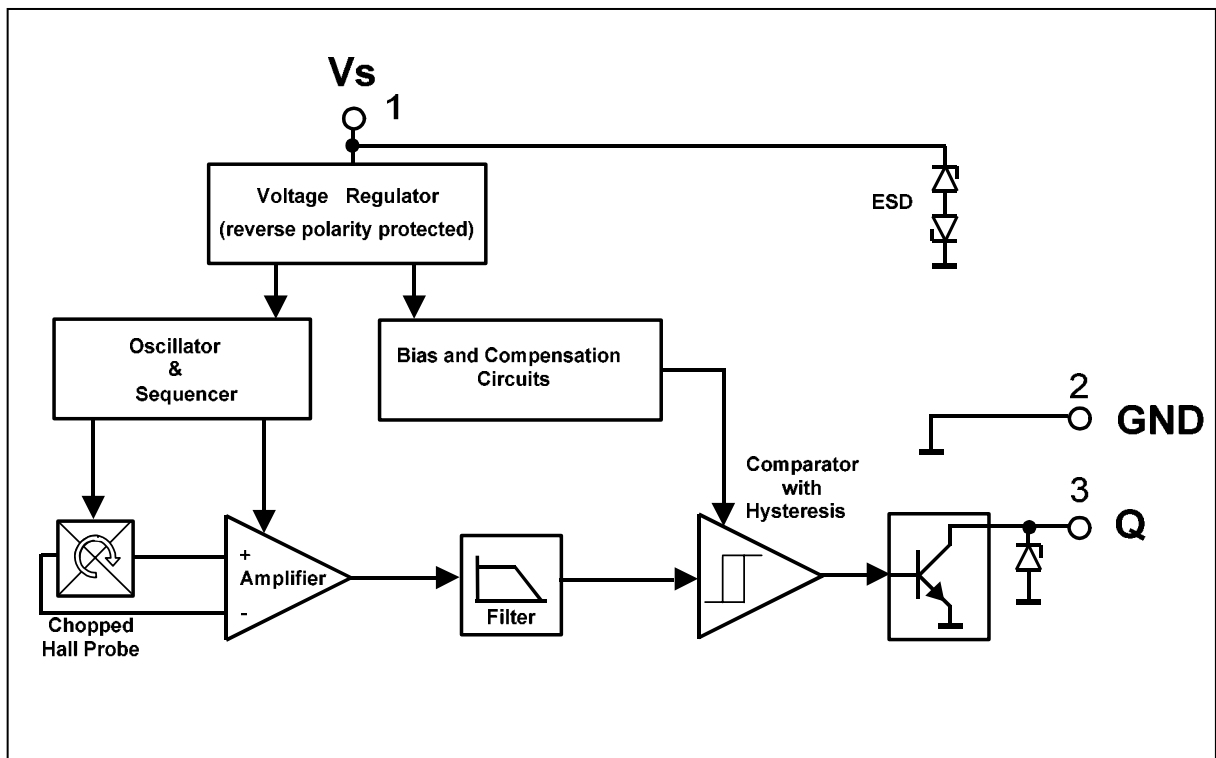 Vs
1
Voltage Regulator
(reverse polarity protected)
ESD
Oscillator
&
Sequencer
Bias and Compensation
Circuits
2
GND
Comparator
with
Hysteresis
3
Q
+
Amplifier
-
Filter
Chopped
Hall Probe